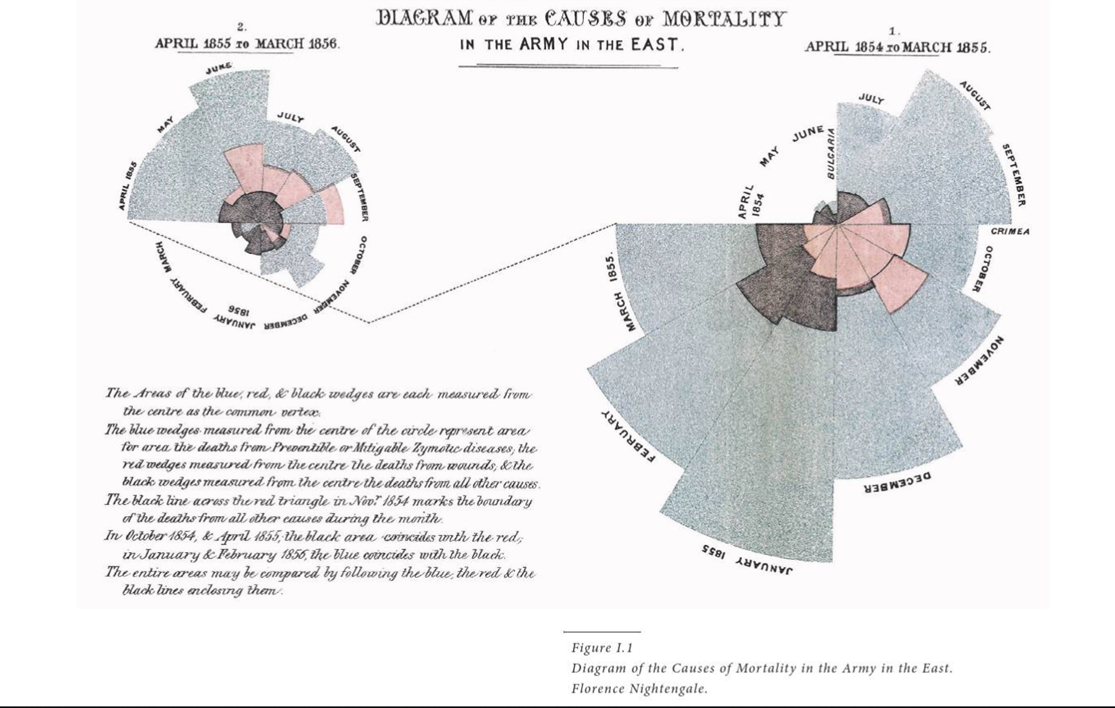 DIAGRAM OF THE CAUSES OF MORTALITY
IN THE ARMY IN THE EAST.
2.
APRIL 1855 TO MARCH 1856.
1.
APRIL 1854 TO MARCH 1855.
APRIL 1855
MAY
JUNE
JULY
AUGUST
SEPTEMBER
OCTOBER
NOVEMBER
DECEMBER
JANUARY
1856
FEBRUARY
MARCH
APRIL
1854
MAY
JUNE
BULGARIA
JULY
AUGUST
SEPTEMBER
CRIMEA
OCTOBER
NOVEMBER
DECEMBER
JANUARY 1855
FEBRUARY
MARCH 1855.
The Areas of the blue, red, & black wedges are each measured from
the centre as the common vertex.
The blue wedges measured from the centre of the circle represent area
for area the deaths from Preventible or Mitigable Zymotic diseases; the
red wedges measured from the centre the deaths from wounds; & the
black wedges measured from the centre the deaths from all other causes.
The black line across the red triangle in Novr. 1854 marks the boundary
of the deaths from all other causes during the month.
In October 1854, & April 1855; the black area coincides with the red;
in January & February 1856, the blue coincides with the black.
The entire areas may be compared by following the blue, the red & the
black lines enclosing them.
Figure I.1
Diagram of the Causes of Mortality in the Army in the East.
Florence Nightengale.